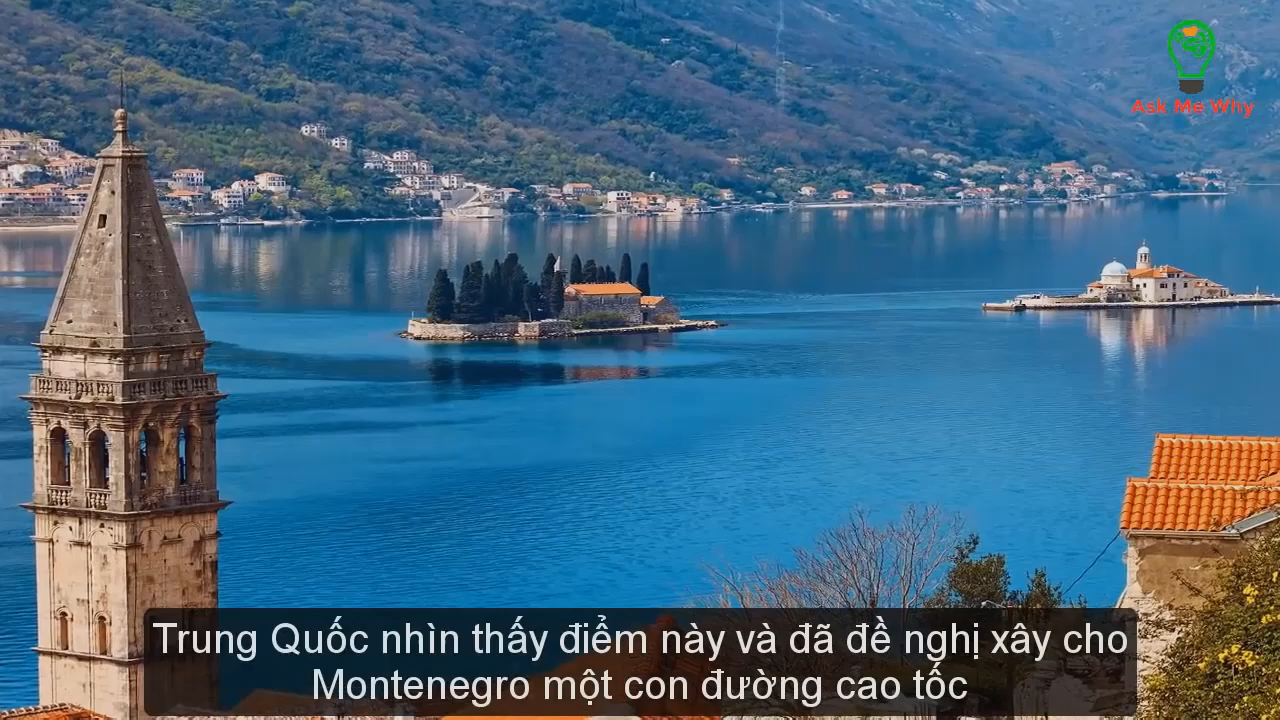 Ask Me Why
Trung Quốc nhìn thấy điểm này và đã đề nghị xây cho
Montenegro một con đường cao tốc